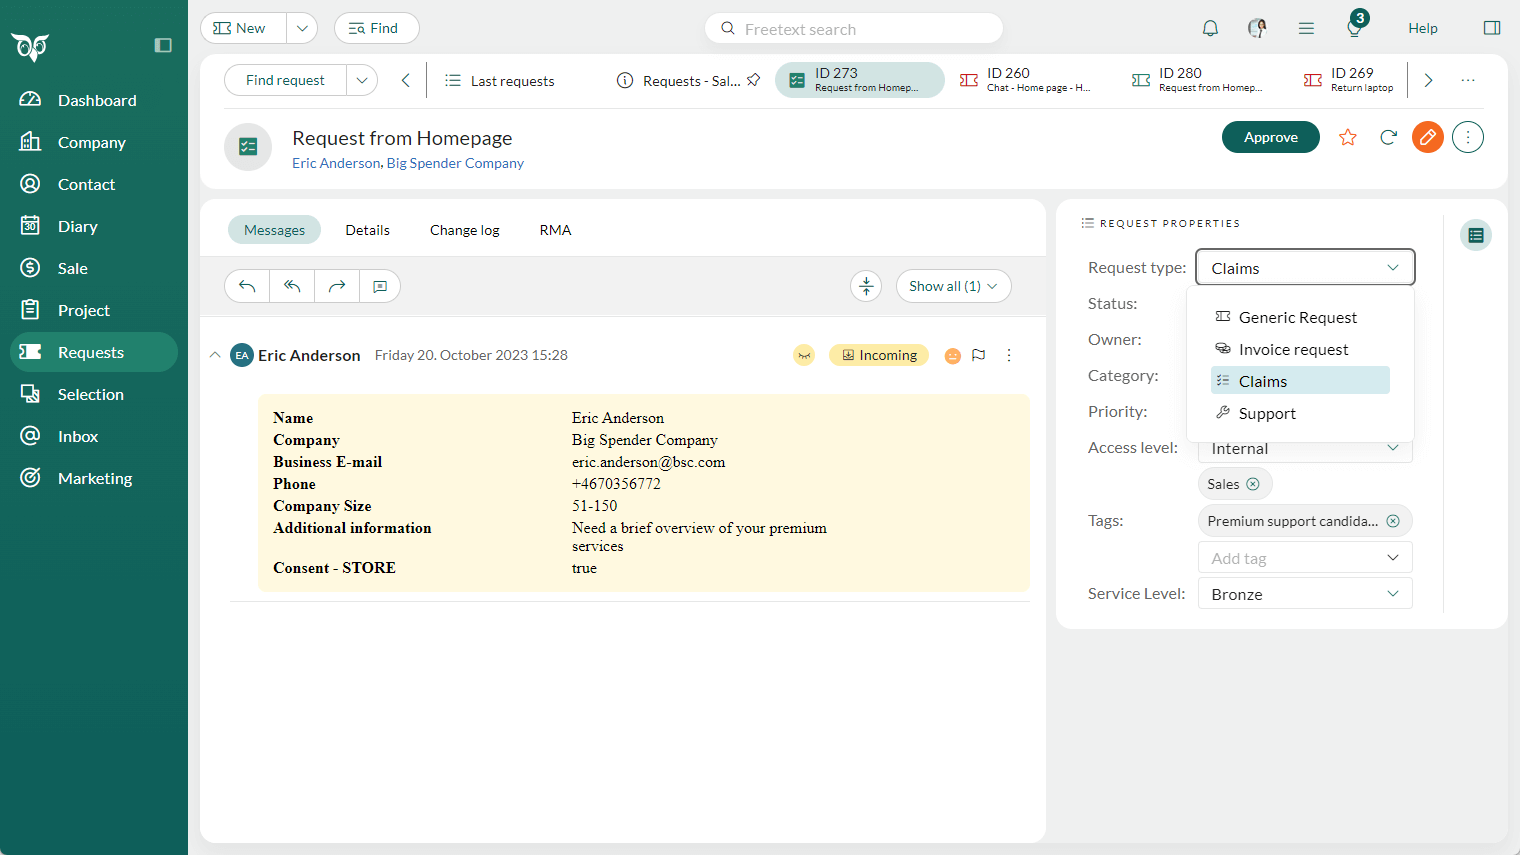 New
Find
Freetext search
3
Help
Dashboard
Company
Contact
30
Diary
Sale
Project
Requests
Selection
Inbox
Marketing
Find request
Last requests
Requests - Sal...
ID 273
Request from Homep...
ID 260
Chat - Home page - H...
ID 280
Request from Homep...
ID 269
Return laptop
...
Request from Homepage
Eric Anderson, Big Spender Company
Approve
Messages
Details
Change log
RMA
Show all (1)
EA
Eric Anderson
Friday 20. October 2023 15:28
Incoming
Name Eric Anderson
Company Big Spender Company
Business E-mail eric.anderson@bsc.com
Phone +4670356772
Company Size 51-150
Additional information Need a brief overview of your premium
services
Consent - STORE true
REQUEST PROPERTIES
Request type: Claims
Generic Request
Invoice request
Claims
Support
Status:
Owner:
Category:
Priority:
Access level: Internal
Sales
Tags: Premium support candida...
Add tag
Service Level: Bronze